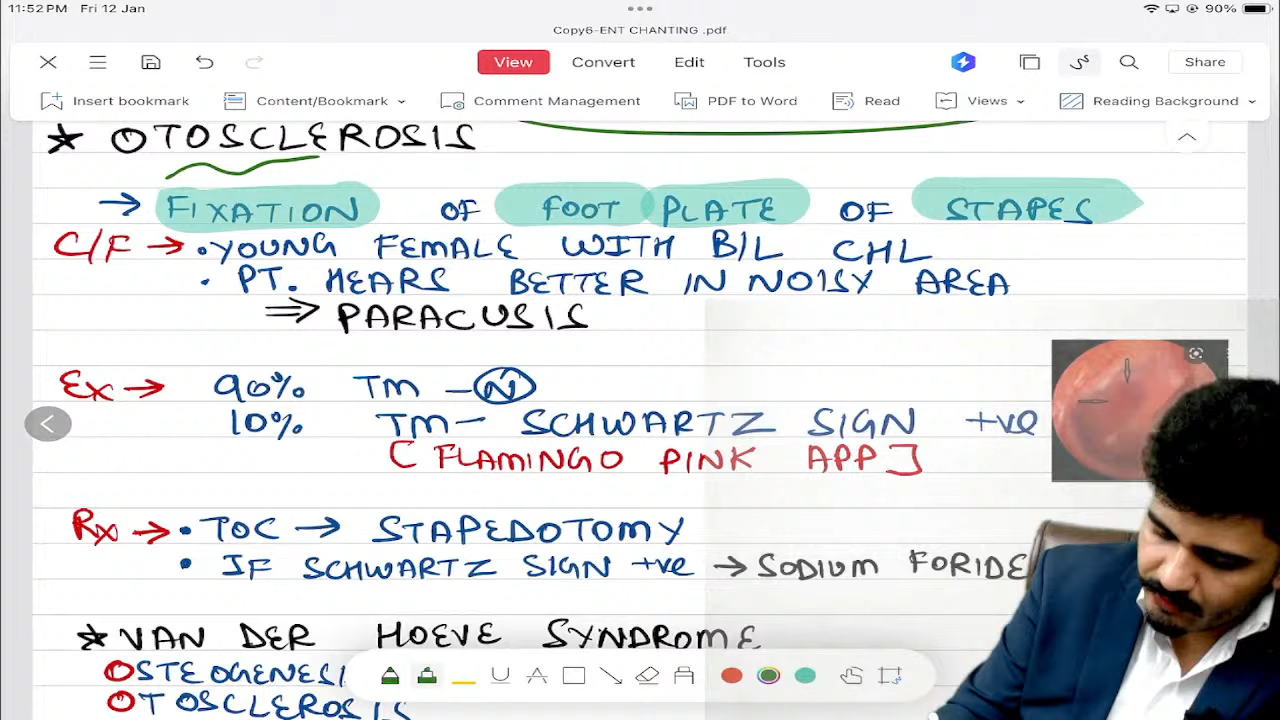 11:52 PM Fri 12 Jan 90%
Copy6-ENT CHANTING .pdf
View Convert Edit Tools Share
Insert bookmark Content/Bookmark Comment Management PDF to Word Read Views Reading Background
★ OTOSCLEROSIS
→ FIXATION OF FOOT PLATE OF STAPES
C/F → • YOUNG FEMALE WITH B/L CHL
• PT. HEARS BETTER IN NOISY AREA
⇒ PARACUSIS
Ex → 90% TM – N
10% TM – SCHWARTZ SIGN +ve
[FLAMINGO PINK APP]
Rx → • TOC → STAPEDOTOMY
• IF SCHWARTZ SIGN +ve → SODIUM FORIDE
★ VAN DER HOEVE SYNDROME
OSTEOGENESI
OTOSCLEROSIS